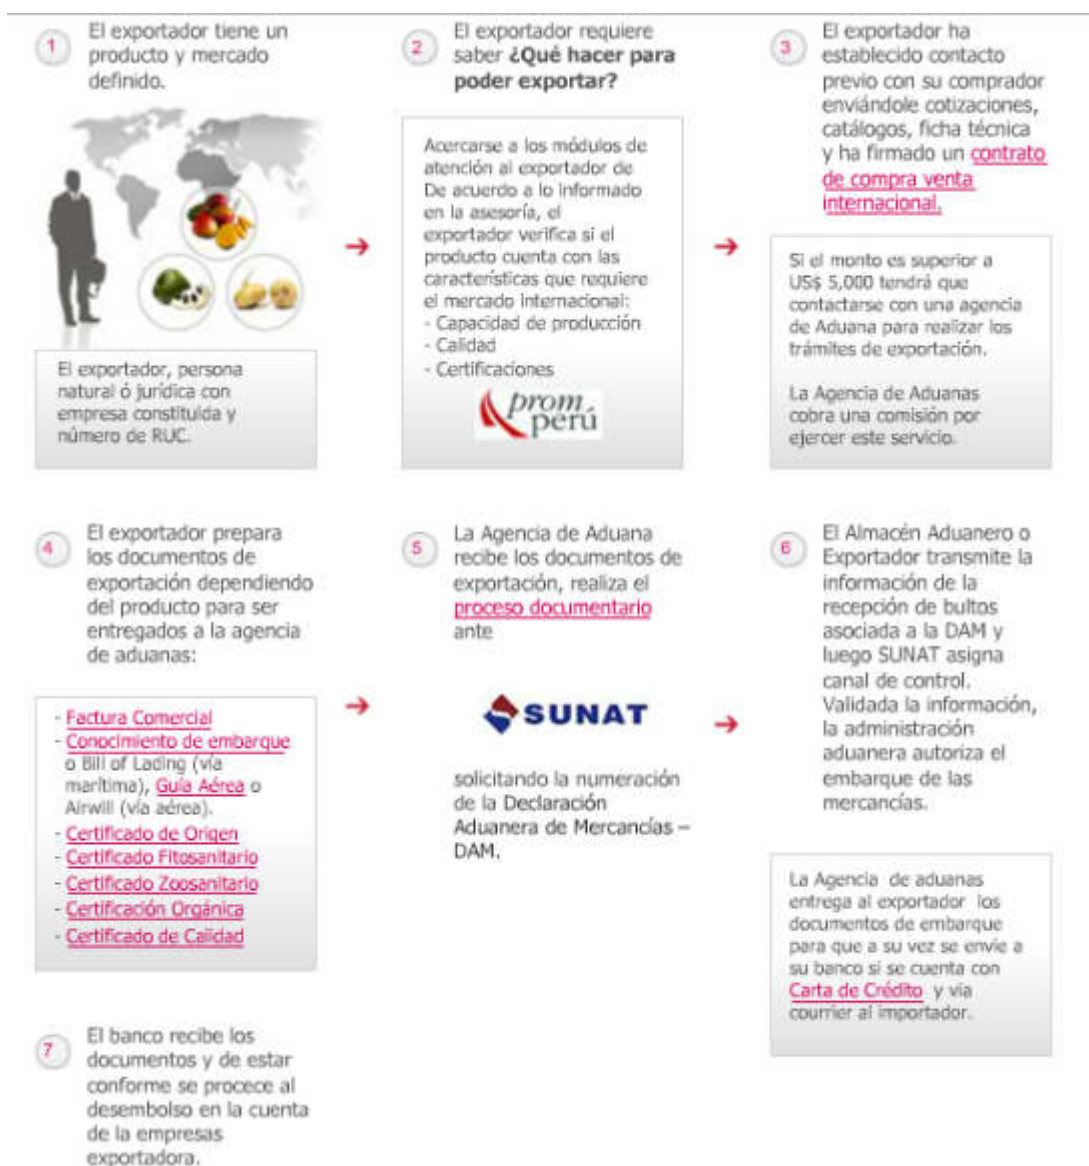 1
El exportador tiene un
producto y mercado
definido.
El exportador, persona
natural ó jurídica con
empresa constituida y
número de RUC.
2
El exportador requiere
saber ¿Qué hacer para
poder exportar?
Acercarse a los módulos de
atención al exportador de
De acuerdo a lo informado
en la asesoría, el
exportador verifica si el
producto cuenta con las
características que requiere
el mercado internacional:
- Capacidad de producción
- Calidad
- Certificaciones
prom
perú
3
El exportador ha
establecido contacto
previo con su comprador
enviándole cotizaciones,
catálogos, ficha técnica
y ha firmado un contrato
de compra venta
internacional.
Si el monto es superior a
US$ 5,000 tendrá que
contactarse con una agencia
de Aduana para realizar los
trámites de exportación.
La Agencia de Aduanas
cobra una comisión por
ejercer este servicio.
4
El exportador prepara
los documentos de
exportación dependiendo
del producto para ser
entregados a la agencia
de aduanas:
- Factura Comercial
- Conocimiento de embarque
o Bill of Lading (vía
marítima), Guía Aérea o
Airwill (vía aérea).
- Certificado de Origen
- Certificado Fitosanitario
- Certificado Zoosanitario
- Certificación Orgánica
- Certificado de Calidad
5
La Agencia de Aduana
recibe los documentos de
exportación, realiza el
proceso documentario
ante
SUNAT
solicitando la numeración
de la Declaración
Aduanera de Mercancías –
DAM.
6
El Almacén Aduanero o
Exportador transmite la
información de la
recepción de bultos
asociada a la DAM y
luego SUNAT asigna
canal de control.
Validada la información,
la administración
aduanera autoriza el
embarque de las
mercancías.
La Agencia de aduanas
entrega al exportador los
documentos de embarque
para que a su vez se envie a
su banco si se cuenta con
Carta de Crédito y vía
courrier al importador.
7
El banco recibe los
documentos y de estar
conforme se procece al
desembolso en la cuenta
de la empresas
exportadora.